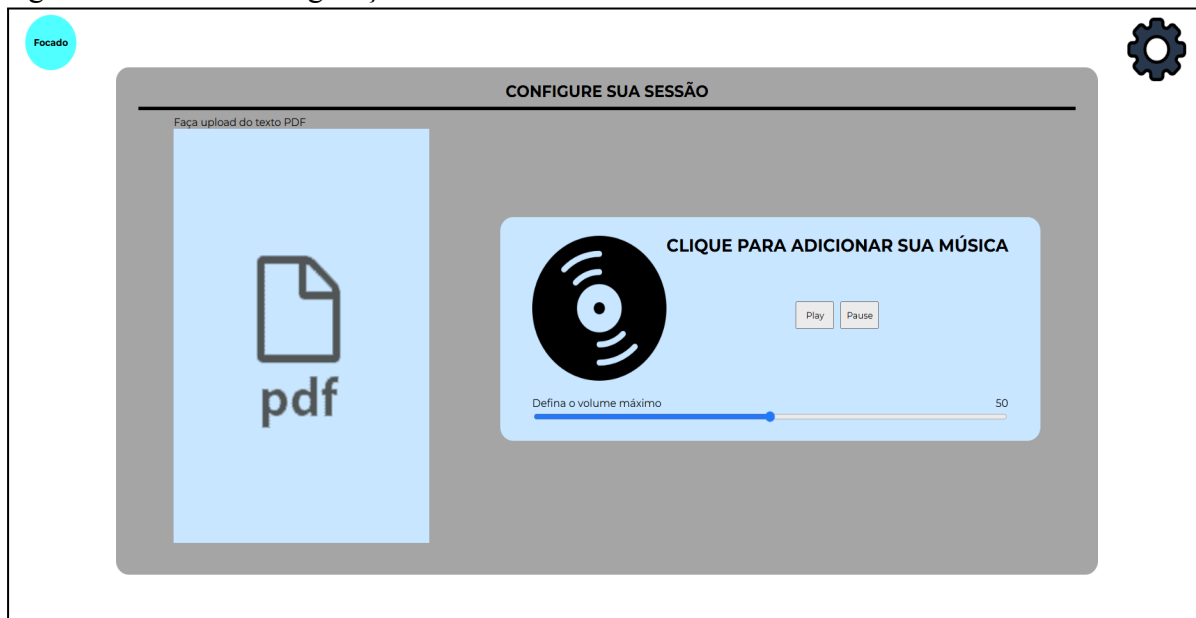 Focado
CONFIGURE SUA SESSÃO
Faça upload do texto PDF
pdf
CLIQUE PARA ADICIONAR SUA MÚSICA
Play Pause
Defina o volume máximo 50